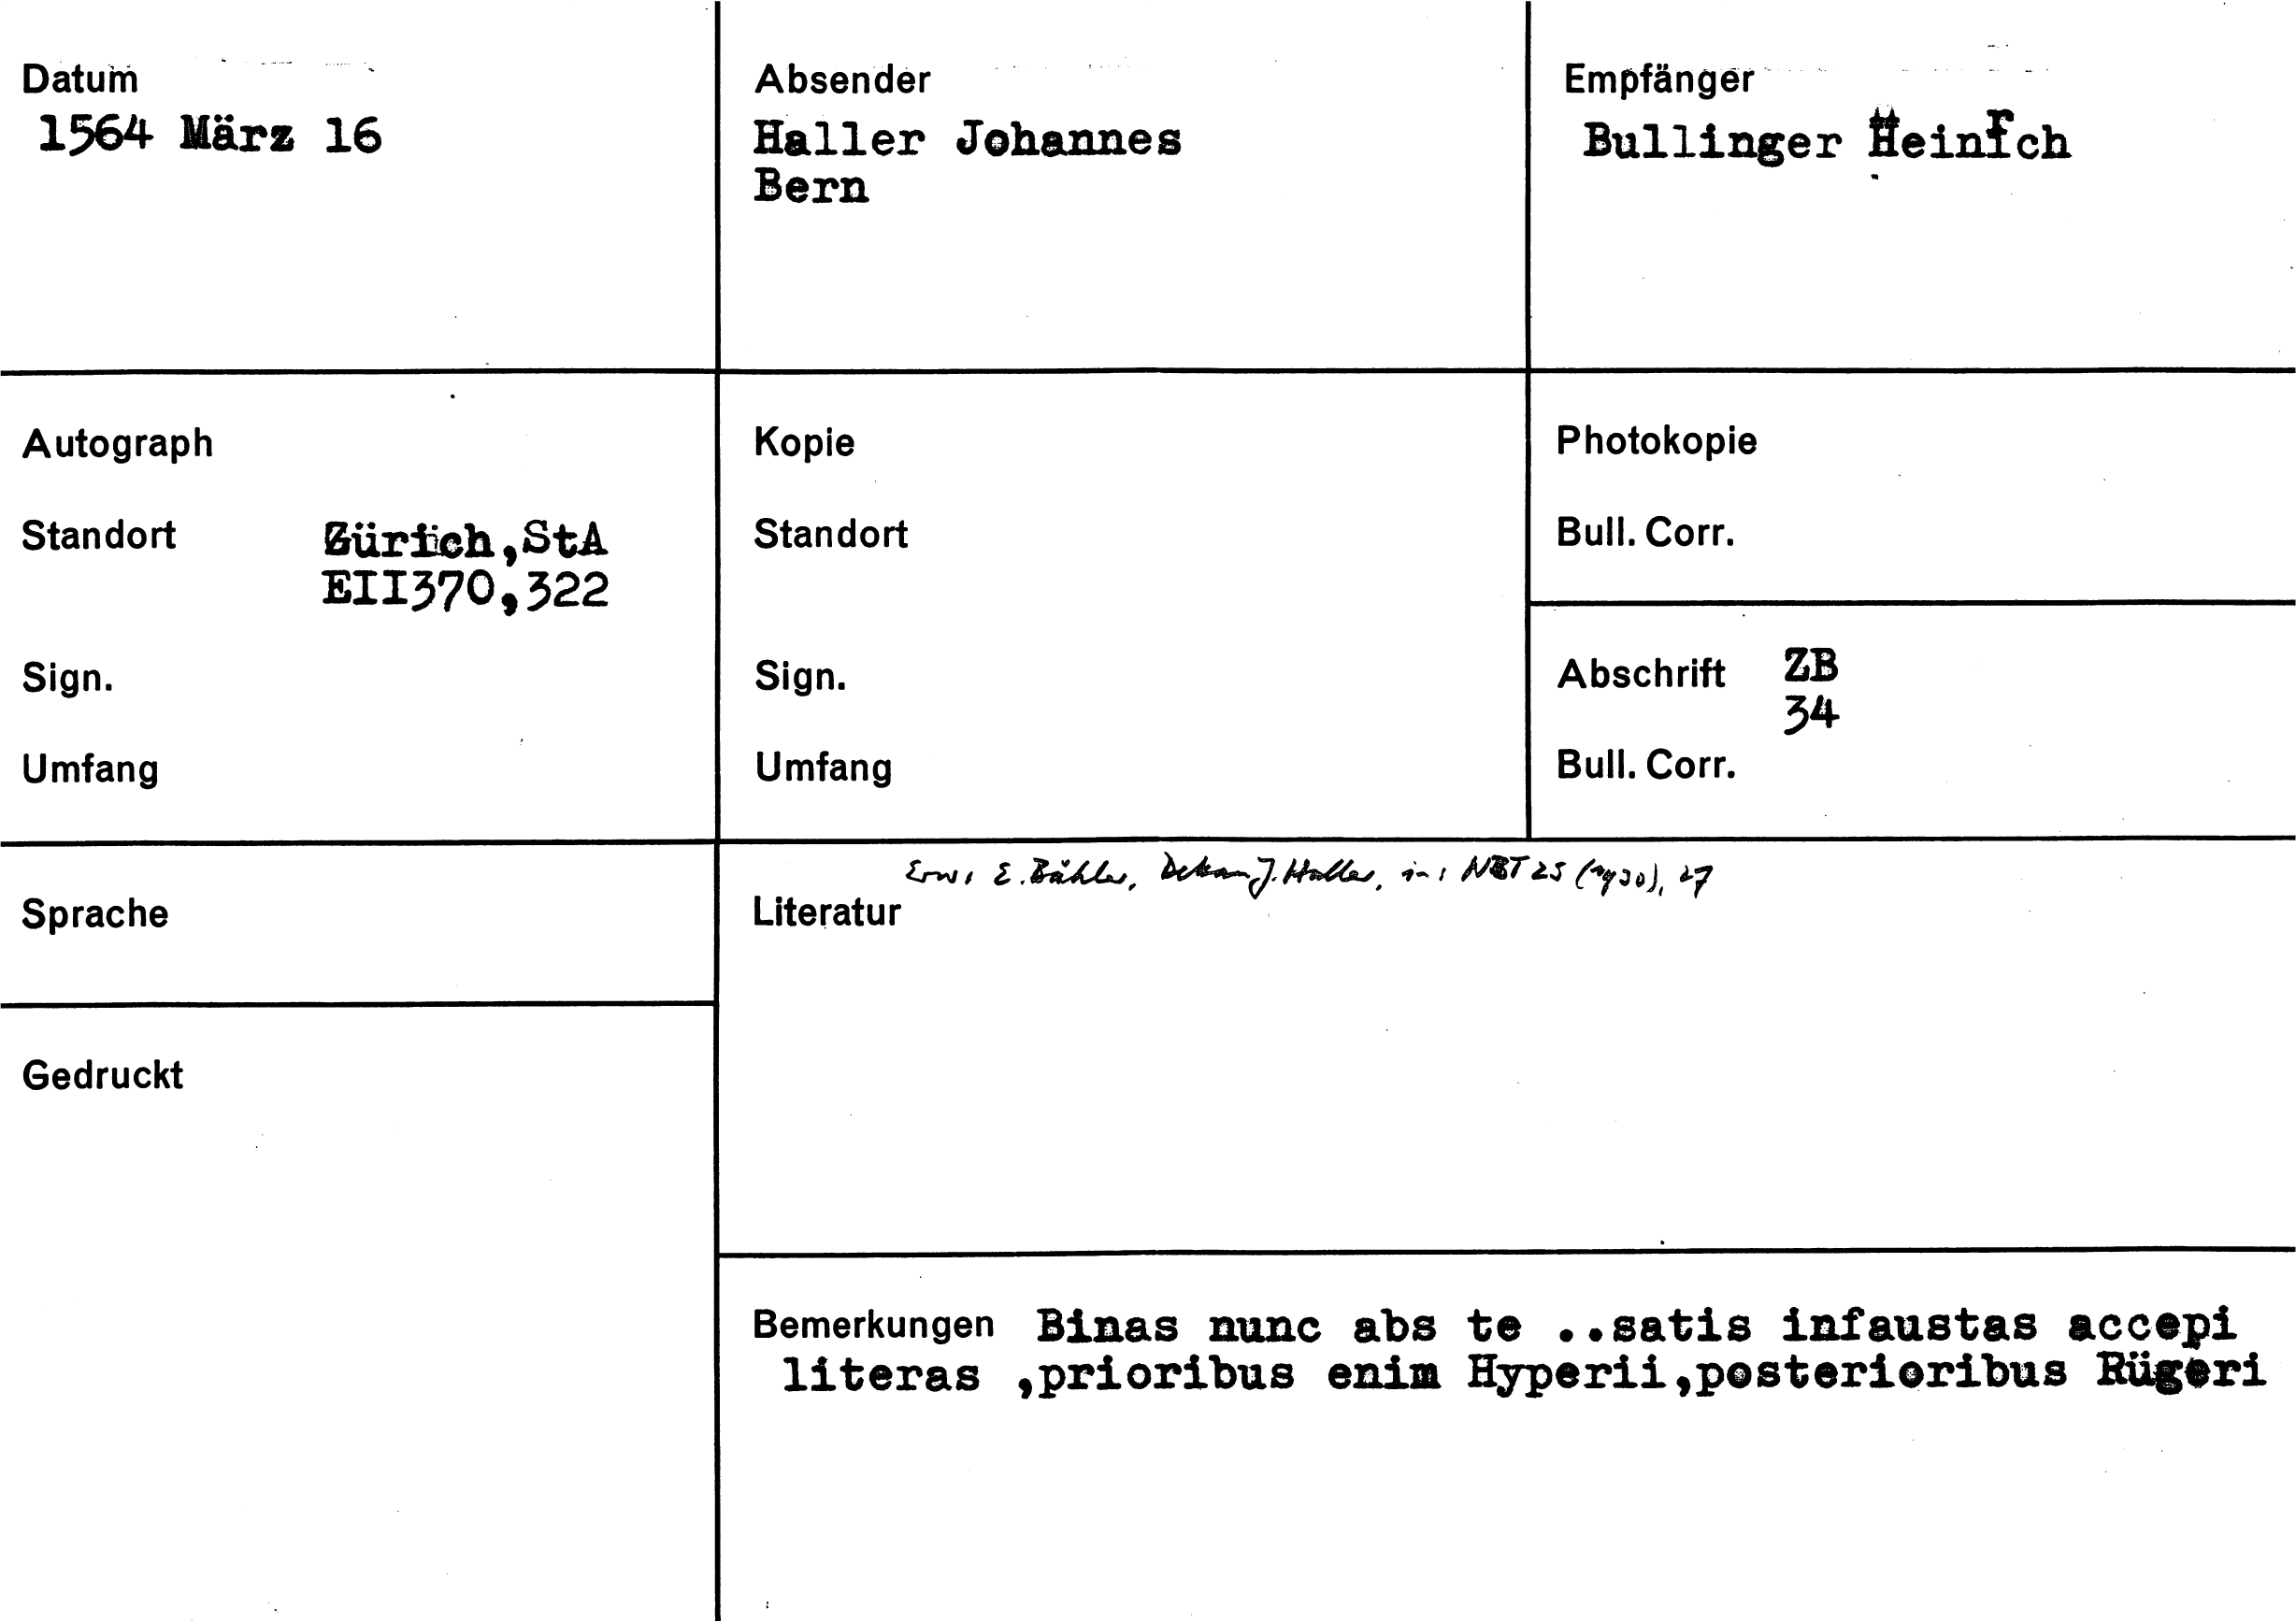 Datum
1564 März 16
Absender
Haller Johannes
Bern
Empfänger
Bullinger Heinrch
Autograph
Standort Zürich,StA
EII370,322
Sign.
Umfang
Kopie
Standort
Sign.
Umfang
Photokopie
Bull. Corr.
Abschrift ZB
34
Bull. Corr.
Sprache
Gedruckt
Erw: E. Bähler, Dekan J. Haller, in: NBT 25 (1930), 27
Literatur
Bemerkungen Binas nunc abs te ..satis infaustas accepi
literas ,prioribus enim Hyperii,posterioribus Rügeri